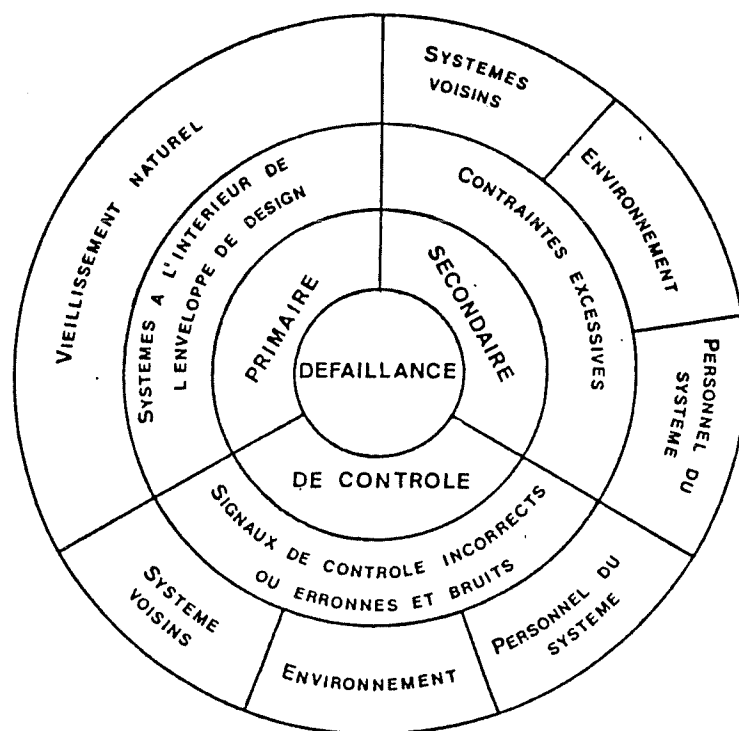 SYSTEMES
VOISINS
ENVIRONNEMENT
PERSONNEL DU
SYSTEME
VIEILLISSEMENT NATUREL
SYSTEMES A L'INTERIEUR DE
L'ENVELOPPE DE DESIGN
CONTRAINTES EXCESSIVES
PRIMAIRE
SECONDAIRE
DEFAILLANCE
DE CONTROLE
SIGNAUX DE CONTROLE INCORRECTS
OU ERRONNES ET BRUITS
SYSTEME
VOISINS
ENVIRONNEMENT
PERSONNEL DU
SYSTEME